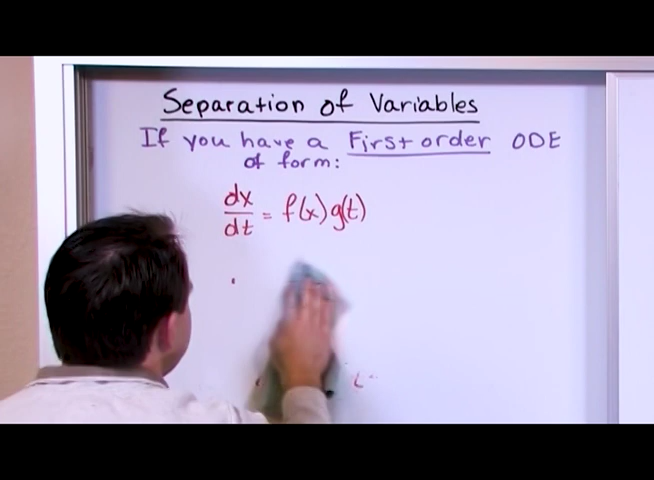 Separation of Variables
If you have a First order ODE
of form:
dx/dt = f(x)g(t)